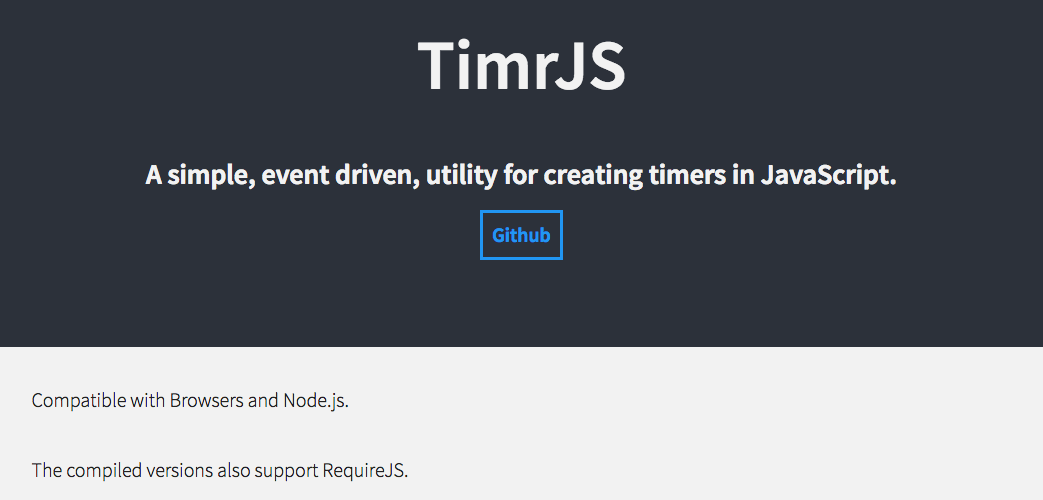 TimrJS
A simple, event driven, utility for creating timers in JavaScript.
Github
Compatible with Browsers and Node.js.
The compiled versions also support RequireJS.